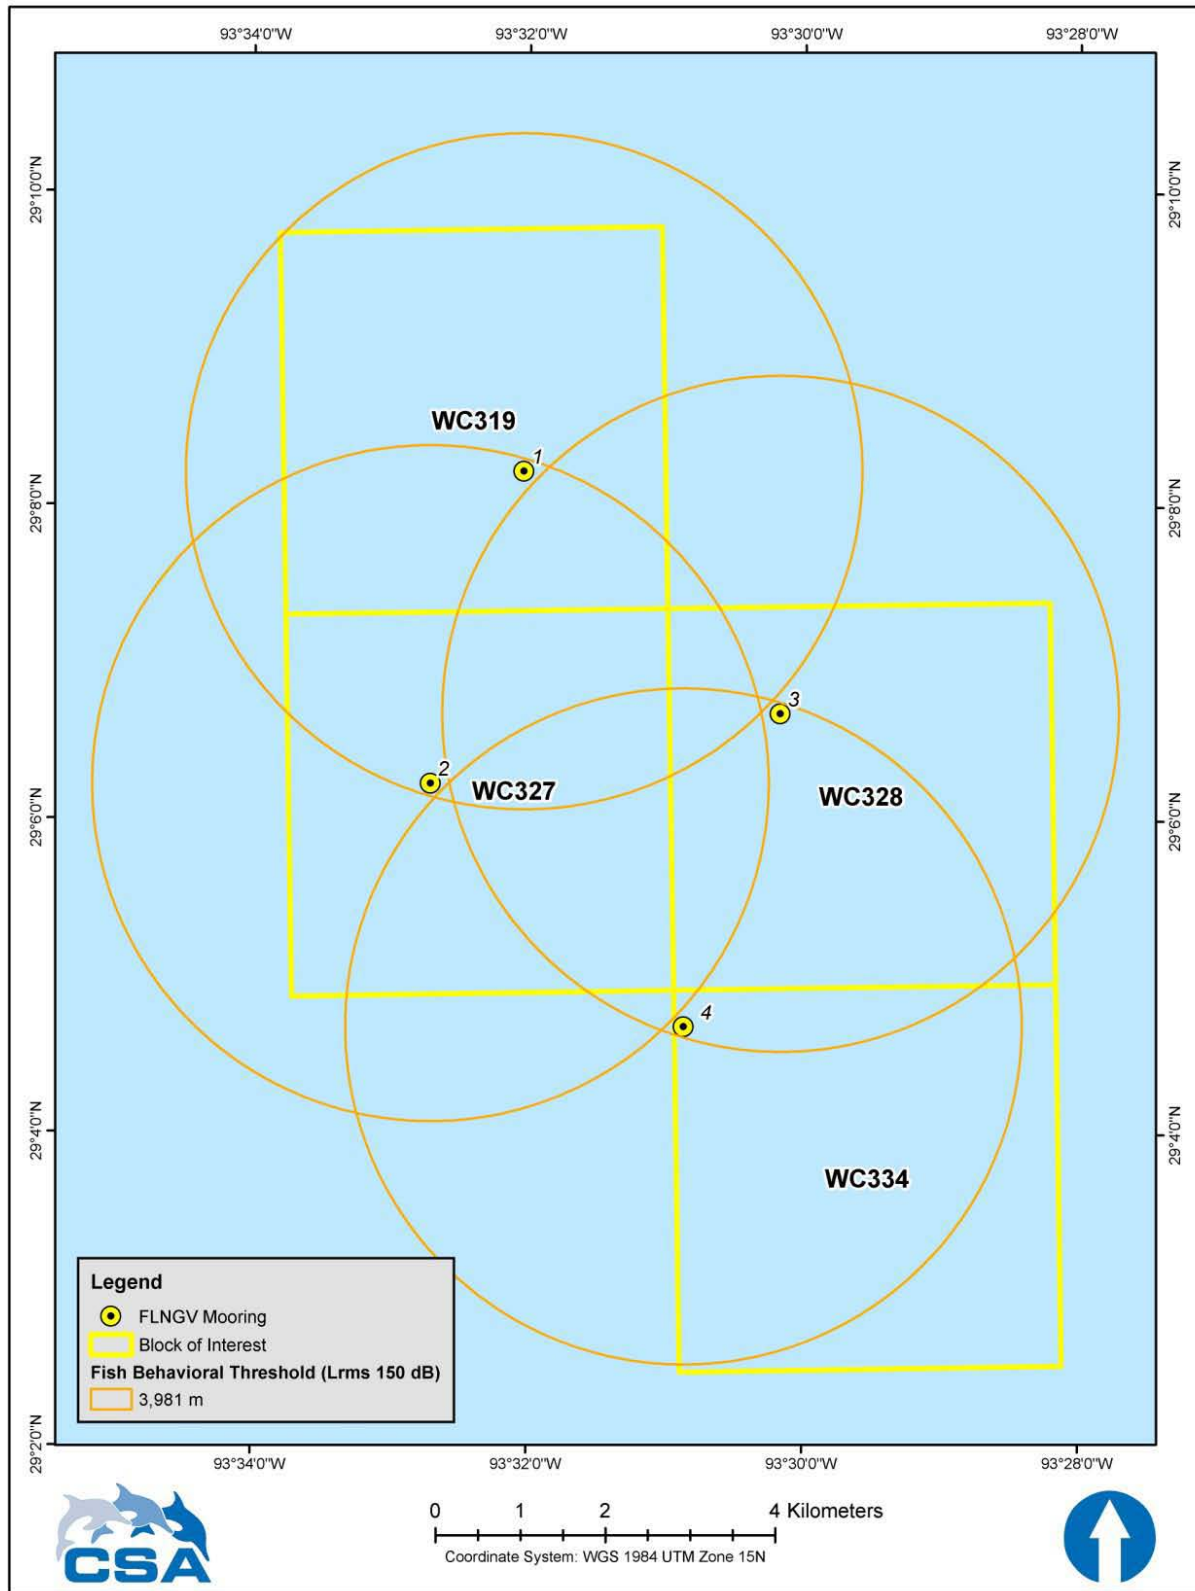 93°34'0"W 93°32'0"W 93°30'0"W 93°28'0"W
29°10'0"N
29°10'0"N
WC319
1
29°8'0"N
29°8'0"N
3
2
WC327
WC328
29°6'0"N
29°6'0"N
4
29°4'0"N
29°4'0"N
WC334
Legend
FLNGV Mooring
Block of Interest
Fish Behavioral Threshold (Lrms 150 dB)
3,981 m
29°2'0"N
93°34'0"W 93°32'0"W 93°30'0"W 93°28'0"W
CSA
0 1 2 4 Kilometers
Coordinate System: WGS 1984 UTM Zone 15N